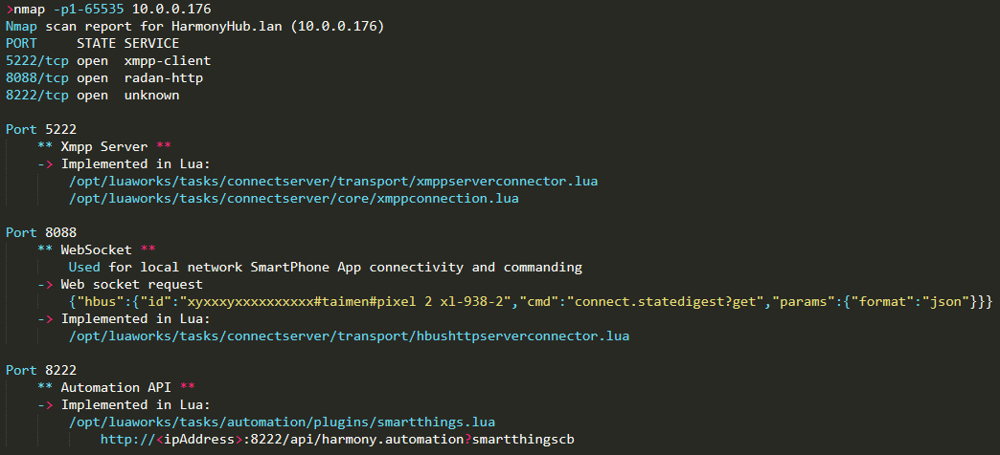 >nmap -p1-65535 10.0.0.176
Nmap scan report for HarmonyHub.lan (10.0.0.176)
PORT     STATE SERVICE
5222/tcp open  xmpp-client
8088/tcp open  radan-http
8222/tcp open  unknown
Port 5222
** Xmpp Server **
-> Implemented in Lua:
/opt/luaworks/tasks/connectserver/transport/xmppserverconnector.lua
/opt/luaworks/tasks/connectserver/core/xmppconnection.lua
Port 8088
** WebSocket **
Used for local network SmartPhone App connectivity and commanding
-> Web socket request
{"hbus":{"id":"xyxxxyxxxxxxxxxx#taimen#pixel 2 xl-938-2","cmd":"connect.statedigest?get","params":{"format":"json"}}}
-> Implemented in Lua:
/opt/luaworks/tasks/connectserver/transport/hbushttpserverconnector.lua
Port 8222
** Automation API **
-> Implemented in Lua:
/opt/luaworks/tasks/automation/plugins/smartthings.lua
http://<ipAddress>:8222/api/harmony.automation?smartthingscb